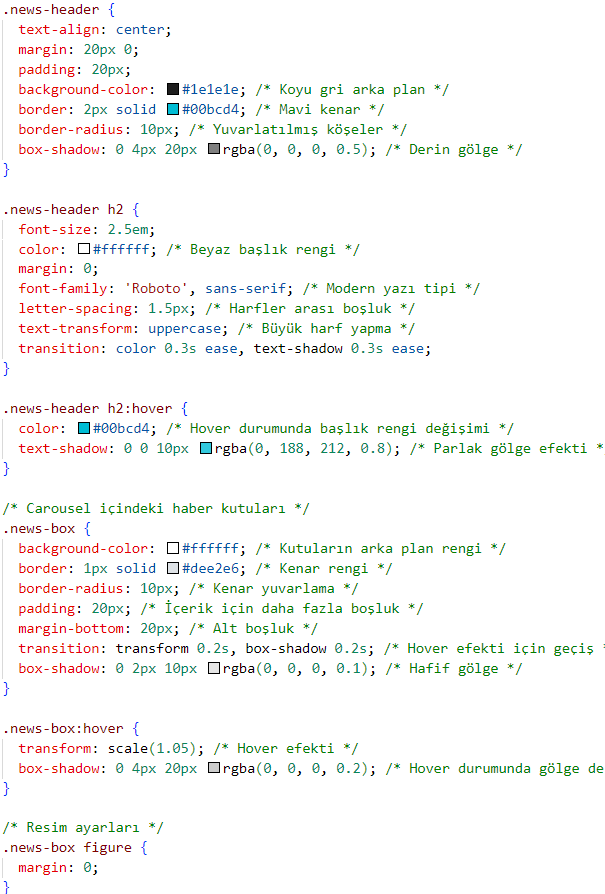 .news-header {
  text-align: center;
  margin: 20px 0;
  padding: 20px;
  background-color: #1e1e1e; /* Koyu gri arka plan */
  border: 2px solid #00bcd4; /* Mavi kenar */
  border-radius: 10px; /* Yuvarlatılmış köşeler */
  box-shadow: 0 4px 20px rgba(0, 0, 0, 0.5); /* Derin gölge */
}

.news-header h2 {
  font-size: 2.5em;
  color: #ffffff; /* Beyaz başlık rengi */
  margin: 0;
  font-family: 'Roboto', sans-serif; /* Modern yazı tipi */
  letter-spacing: 1.5px; /* Harfler arası boşluk */
  text-transform: uppercase; /* Büyük harf yapma */
  transition: color 0.3s ease, text-shadow 0.3s ease;
}

.news-header h2:hover {
  color: #00bcd4; /* Hover durumunda başlık rengi değişimi */
  text-shadow: 0 0 10px rgba(0, 188, 212, 0.8); /* Parlak gölge efekti *
}

/* Carousel içindeki haber kutuları */
.news-box {
  background-color: #ffffff; /* Kutuların arka plan rengi */
  border: 1px solid #dee2e6; /* Kenar rengi */
  border-radius: 10px; /* Kenar yuvarlama */
  padding: 20px; /* İçerik için daha fazla boşluk */
  margin-bottom: 20px; /* Alt boşluk */
  transition: transform 0.2s, box-shadow 0.2s; /* Hover efekti için geçiş *
  box-shadow: 0 2px 10px rgba(0, 0, 0, 0.1); /* Hafif gölge */
}

.news-box:hover {
  transform: scale(1.05); /* Hover efekti */
  box-shadow: 0 4px 20px rgba(0, 0, 0, 0.2); /* Hover durumunda gölge de
}

/* Resim ayarları */
.news-box figure {
  margin: 0;
}